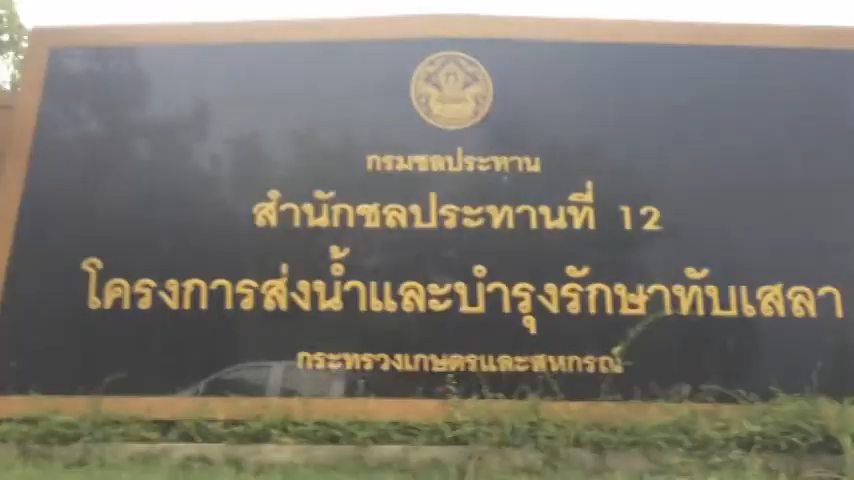 กรมชลประทาน
สำนักชลประทานที่ 12
โครงการส่งน้ำและบำรุงรักษาทับเสลา
กระทรวงเกษตรและสหกรณ์